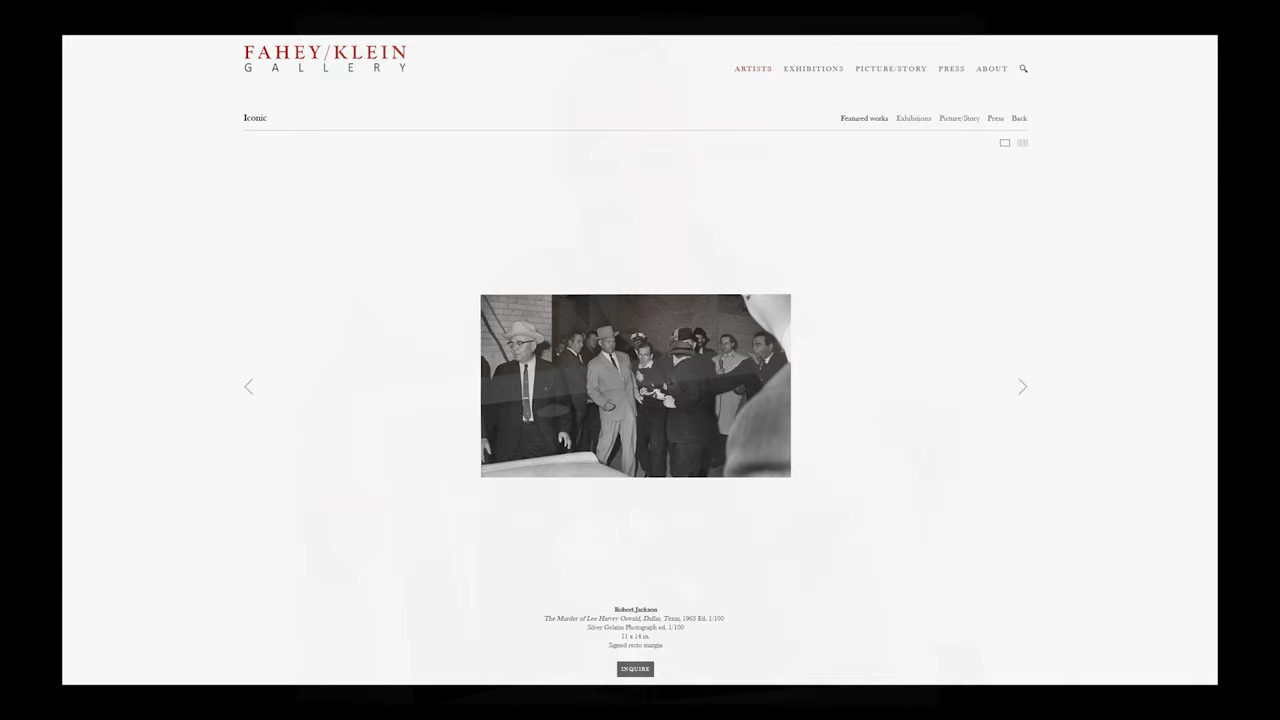 FAHEY/KLEIN
GALLERY
ARTISTS EXHIBITIONS PICTURE/STORY PRESS ABOUT
Iconic
Featured works Exhibitions Picture/Story Press Back
Robert Jackson
The Murder of Lee Harvey Oswald, Dallas, Texas, 1963 Ed. 1/100
Silver Gelatin Photograph ed. 1/100
11 x 14 in.
Signed recto margin
INQUIRE